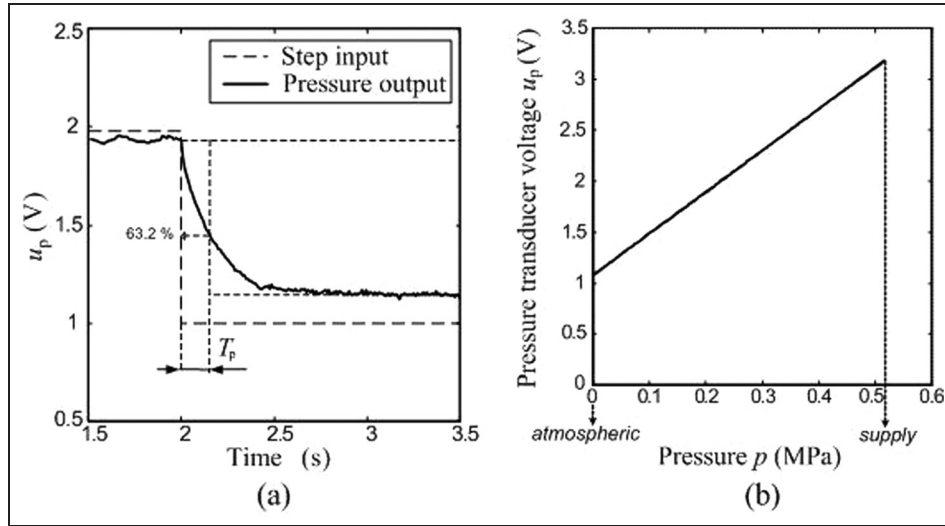 2.5
2
1.5
1
0.5
u_p (V)
Step input
Pressure output
63.2 %
T_p
1.5 2 2.5 3 3.5
Time (s)
(a)
3.5
3
2.5
2
1.5
1
0.5
0
Pressure transducer voltage u_p (V)
0 0.1 0.2 0.3 0.4 0.5 0.6
atmospheric
supply
Pressure p (MPa)
(b)